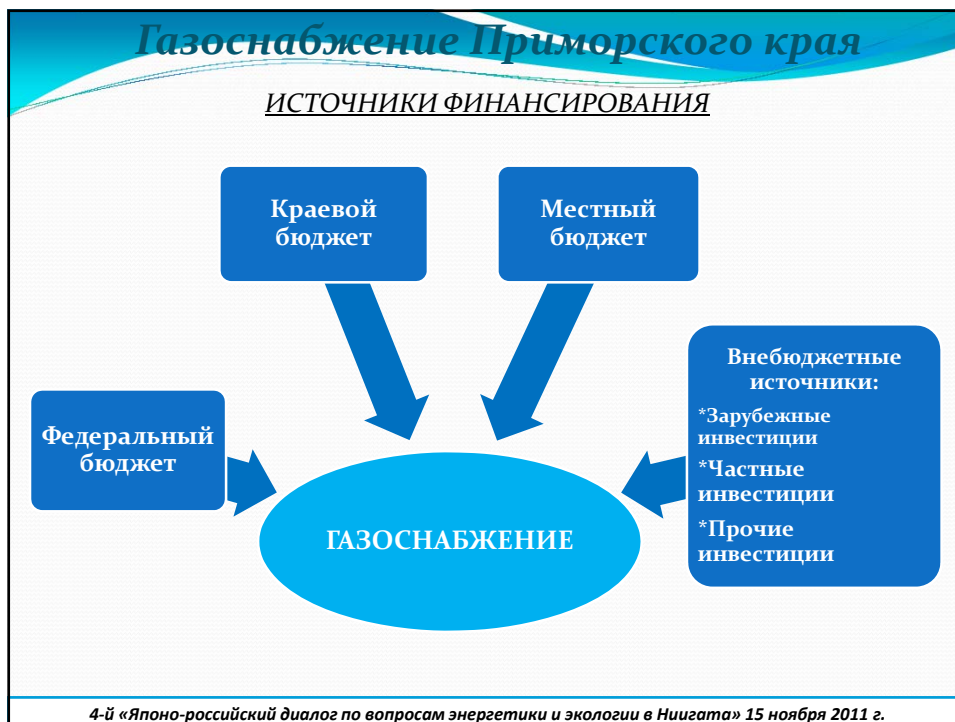 Газоснабжение Приморского края
ИСТОЧНИКИ ФИНАНСИРОВАНИЯ
Краевой
бюджет
Местный
бюджет
Федеральный
бюджет
Внебюджетные
источники:
*Зарубежные
инвестиции
*Частные
инвестиции
*Прочие
инвестиции
ГАЗОСНАБЖЕНИЕ
4-й «Японо-российский диалог по вопросам энергетики и экологии в Ниигата» 15 ноября 2011 г.